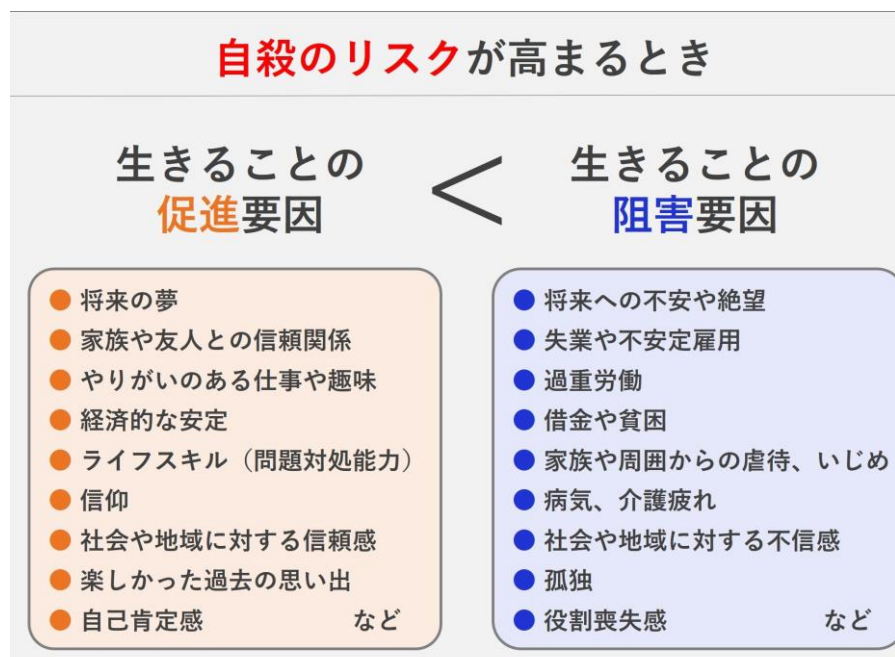 自殺のリスクが高まるとき
生きることの
促進要因
<
生きることの
阻害要因
● 将来の夢
● 家族や友人との信頼関係
● やりがいのある仕事や趣味
● 経済的な安定
● ライフスキル（問題対処能力）
● 信仰
● 社会や地域に対する信頼感
● 楽しかった過去の思い出
● 自己肯定感 など
● 将来への不安や絶望
● 失業や不安定雇用
● 過重労働
● 借金や貧困
● 家族や周囲からの虐待、いじめ
● 病気、介護疲れ
● 社会や地域に対する不信感
● 孤独
● 役割喪失感 など